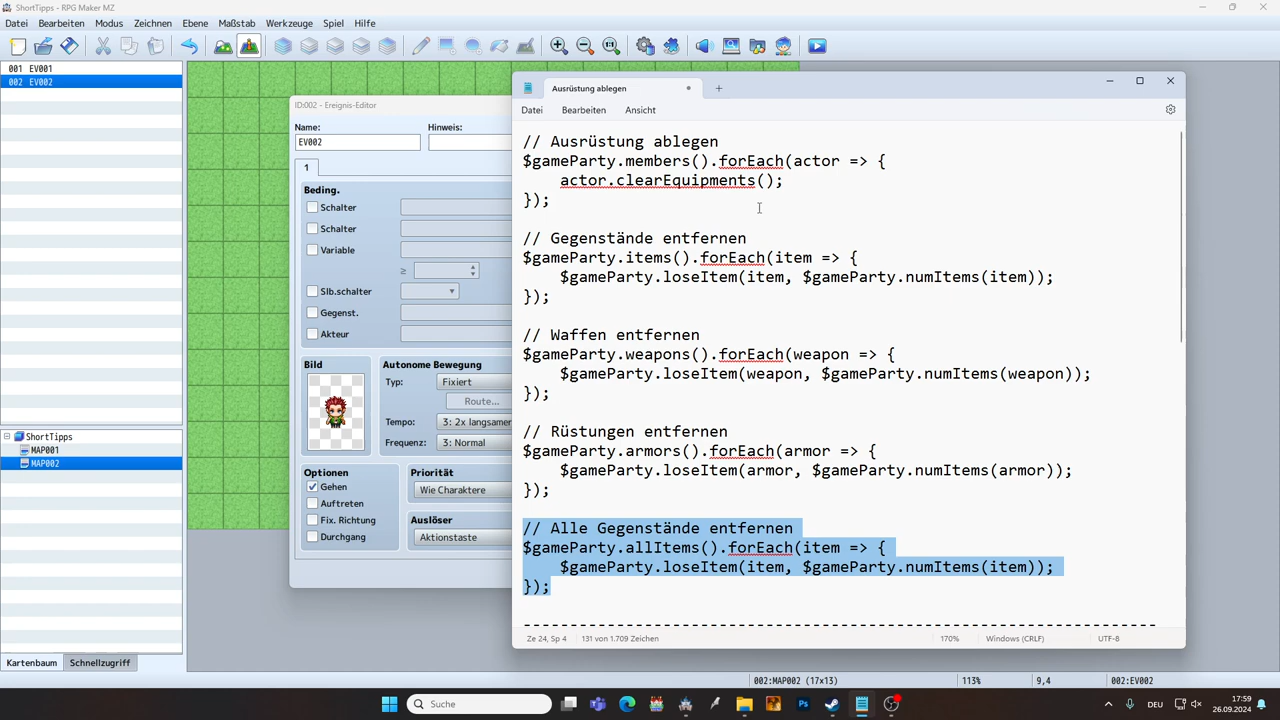 ShortTipps - RPG Maker MZ
Datei Bearbeiten Modus Zeichnen Ebene Maßstab Werkzeuge Spiel Hilfe
001 EV001
002 EV002
ID:002 - Ereignis-Editor
Name: Hinweis:
EV002
1
Beding.
Schalter
Schalter
Variable
≥
Slb.schalter
Gegenst.
Akteur
Bild
Autonome Bewegung
Typ: Fixiert
Route...
Tempo: 3: 2x langsamer
Frequenz: 3: Normal
Optionen
Gehen
Auftreten
Fix. Richtung
Durchgang
Priorität
Wie Charaktere
Auslöser
Aktionstaste
Ausrüstung ablegen
Datei Bearbeiten Ansicht
// Ausrüstung ablegen
$gameParty.members().forEach(actor => {
    actor.clearEquipments();
});
// Gegenstände entfernen
$gameParty.items().forEach(item => {
    $gameParty.loseItem(item, $gameParty.numItems(item));
});
// Waffen entfernen
$gameParty.weapons().forEach(weapon => {
    $gameParty.loseItem(weapon, $gameParty.numItems(weapon));
});
// Rüstungen entfernen
$gameParty.armors().forEach(armor => {
    $gameParty.loseItem(armor, $gameParty.numItems(armor));
});
// Alle Gegenstände entfernen
$gameParty.allItems().forEach(item => {
    $gameParty.loseItem(item, $gameParty.numItems(item));
});
--------------------------------------------------------------------
Ze 24, Sp 4 131 von 1.709 Zeichen 170% Windows (CRLF) UTF-8
ShortTipps
MAP001
MAP002
Kartenbaum Schnellzugriff
002:MAP002 (17×13) 113% 9,4 002:EV002
Suche
DEU
17:59
26.09.2024